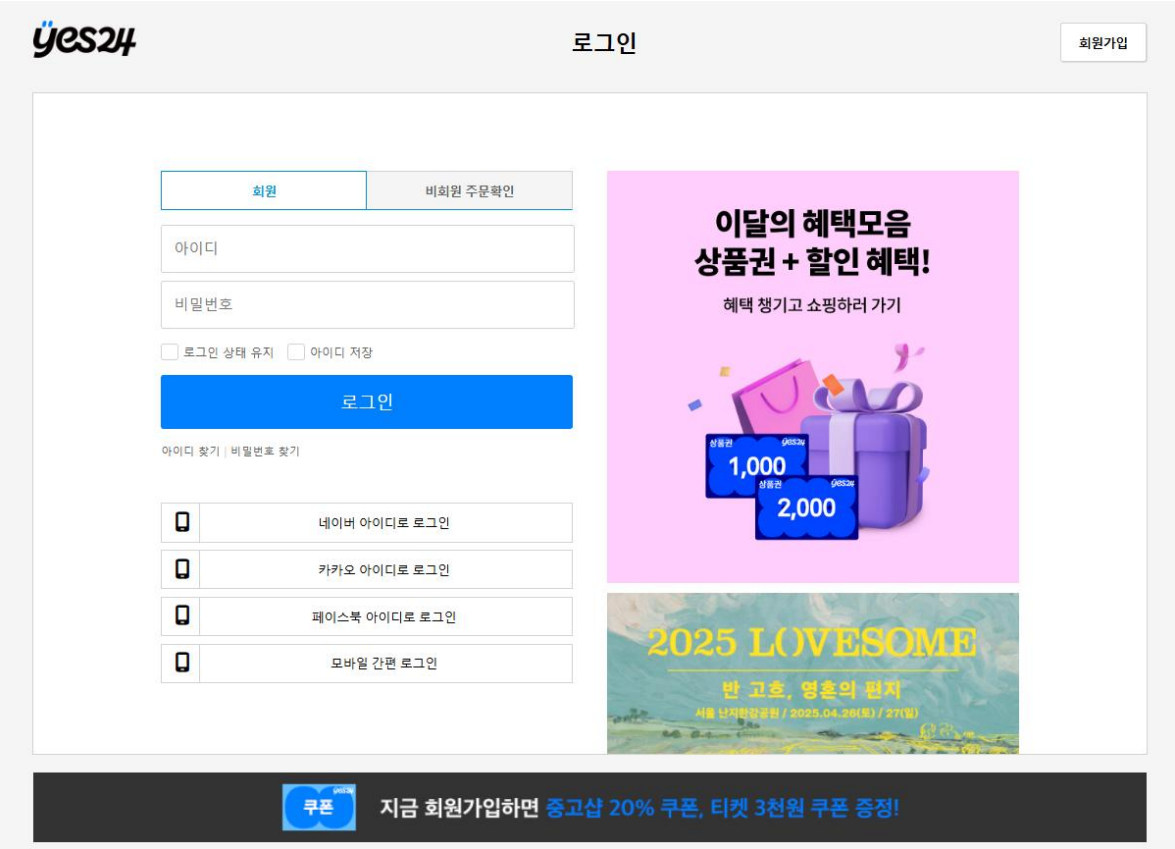 yes24
로그인
회원가입
회원
비회원 주문확인
아이디
비밀번호
로그인 상태 유지
아이디 저장
로그인
아이디 찾기 | 비밀번호 찾기
네이버 아이디로 로그인
카카오 아이디로 로그인
페이스북 아이디로 로그인
모바일 간편 로그인
이달의 혜택모음
상품권 + 할인 혜택!
혜택 챙기고 쇼핑하러 가기
상품권 yes24
1,000
상품권 yes24
2,000
2025 LOVESOME
반 고흐, 영혼의 편지
서울 난지한강공원 / 2025.04.26(토) / 27(일)
yes24
쿠폰
지금 회원가입하면 중고샵 20% 쿠폰, 티켓 3천원 쿠폰 증정!